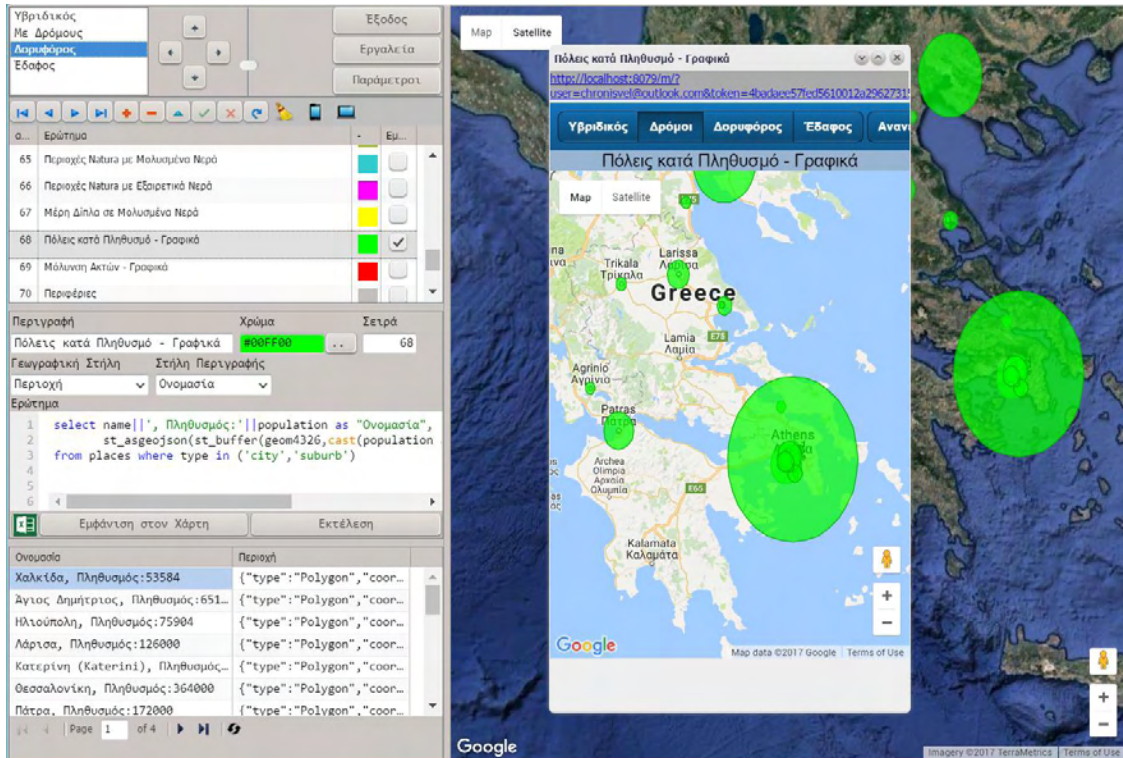 Υβριδικός
Με Δρόμους
Δορυφόρος
Έδαφος
Έξοδος
Εργαλεία
Παράμετροι
α... Ερώτημα - Εμ...
65 Περιοχές Natura με Μολυσμένα Νερά
66 Περιοχές Natura με Εξαιρετικά Νερά
67 Μέρη Δίπλα σε Μολυσμένα Νερά
68 Πόλεις κατά Πληθυσμό - Γραφικά
69 Μόλυνση Ακτών - Γραφικά
70 Περιφέριες
Περιγραφή Χρώμα Σειρά
Πόλεις κατά Πληθυσμό - Γραφικά #00FF00 .. 68
Γεωγραφική Στήλη Στήλη Περιγραφής
Περιοχή Ονομασία
Ερώτημα
1 select name||', Πληθυσμός:'||population as "Ονομασία",
2 st_asgeojson(st_buffer(geom4326,cast(population
3 from places where type in ('city','suburb')
4
5
6
Εμφάνιση στον Χάρτη Εκτέλεση
Ονομασία Περιοχή
Χαλκίδα, Πληθυσμός:53584 {"type":"Polygon","coor...
Άγιος Δημήτριος, Πληθυσμός:651... {"type":"Polygon","coor...
Ηλιούπολη, Πληθυσμός:75904 {"type":"Polygon","coor...
Λάρισα, Πληθυσμός:126000 {"type":"Polygon","coor...
Κατερίνη (Katerini), Πληθυσμός... {"type":"Polygon","coor...
Θεσσαλονίκη, Πληθυσμός:364000 {"type":"Polygon","coor...
Πάτρα, Πληθυσμός:172000 {"type":"Polygon","coor...
Page 1 of 4
Map Satellite
Πόλεις κατά Πληθυσμό - Γραφικά
http://localhost:8079/m/?
user=chronisvel@outlook.com&token=4badaee57fed5610012a2962731
Υβριδικός Δρόμοι Δορυφόρος Έδαφος Ανανι
Πόλεις κατά Πληθυσμό - Γραφικά
Map Satellite
E75
Larissa
Λάρισα
Trikala
Τρίκαλα
Greece
Lamia
Λαμία
E75
Agrinio
Αγρίνιο
Patras
Πάτρα
Athens
Archea
Olimpia
Αρχαία
Ολυμπία
E65
Kalamata
Καλαμάτα
Google
Map data ©2017 Google Terms of Use
Google
Imagery ©2017 TerraMetrics Terms of Use